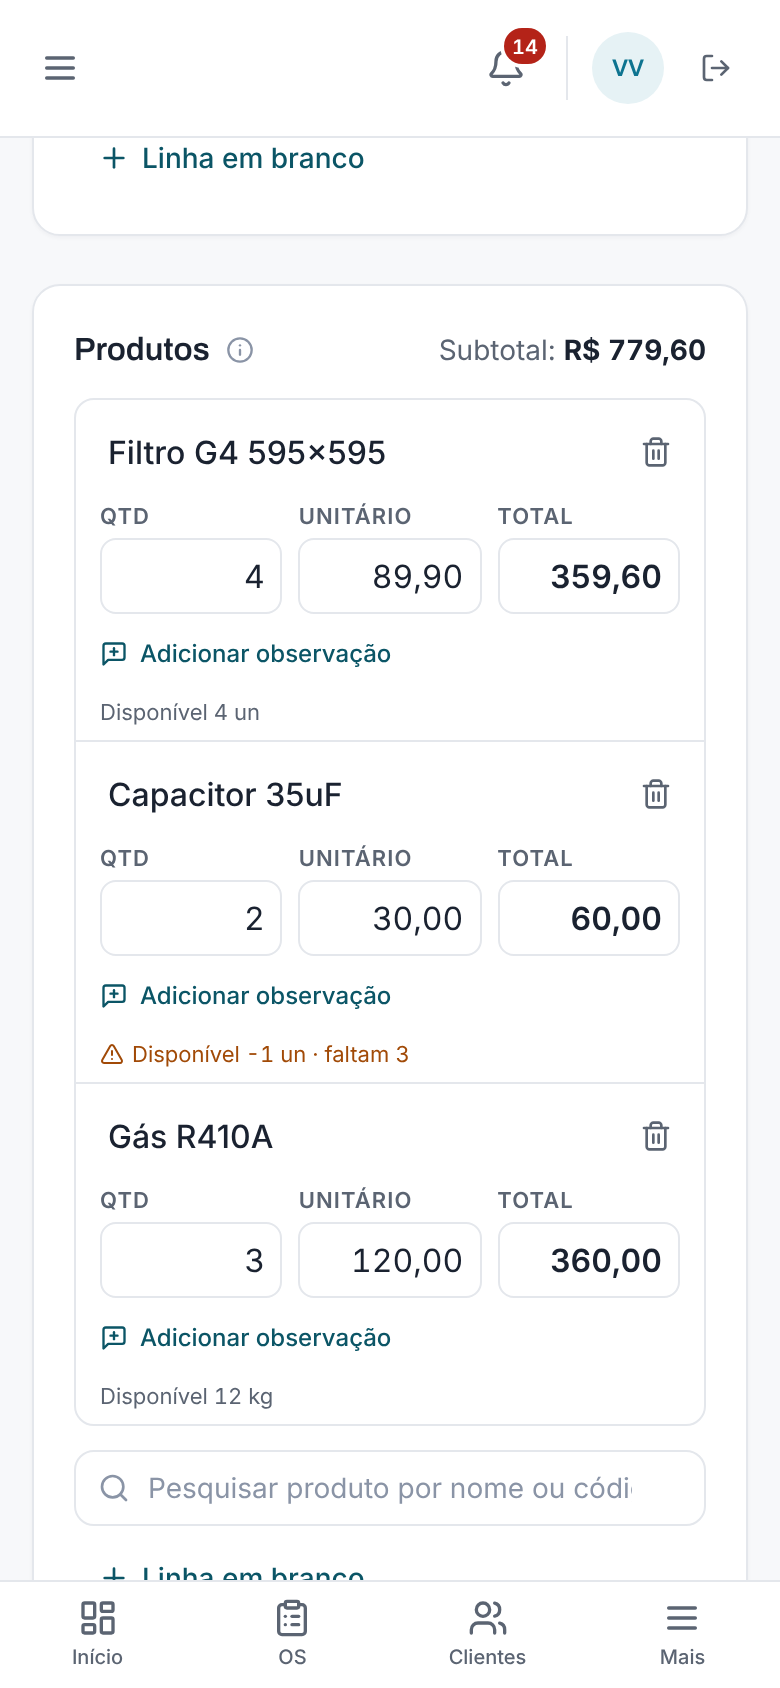 14
VV
Linha em branco
Produtos
Subtotal: R$ 779,60
Filtro G4 595×595
QTD UNITÁRIO TOTAL
4 89,90 359,60
Adicionar observação
Disponível 4 un
Capacitor 35uF
QTD UNITÁRIO TOTAL
2 30,00 60,00
Adicionar observação
Disponível -1 un · faltam 3
Gás R410A
QTD UNITÁRIO TOTAL
3 120,00 360,00
Adicionar observação
Disponível 12 kg
Pesquisar produto por nome ou códi
Linha em branco
Início OS Clientes Mais